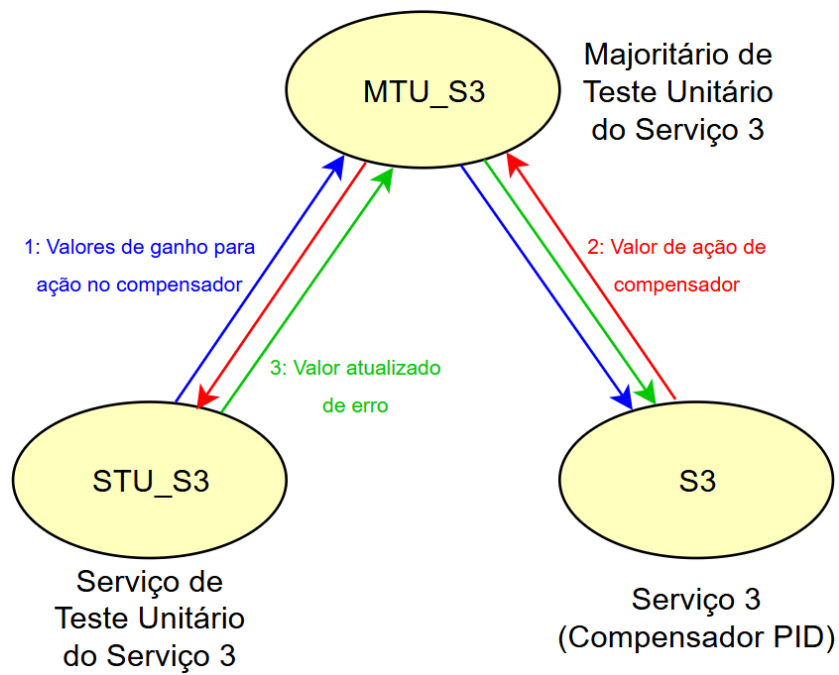 MTU_S3
Majoritário de
Teste Unitário
do Serviço 3
1: Valores de ganho para
ação no compensador
2: Valor de ação de
compensador
3: Valor atualizado
de erro
STU_S3
S3
Serviço de
Teste Unitário
do Serviço 3
Serviço 3
(Compensador PID)